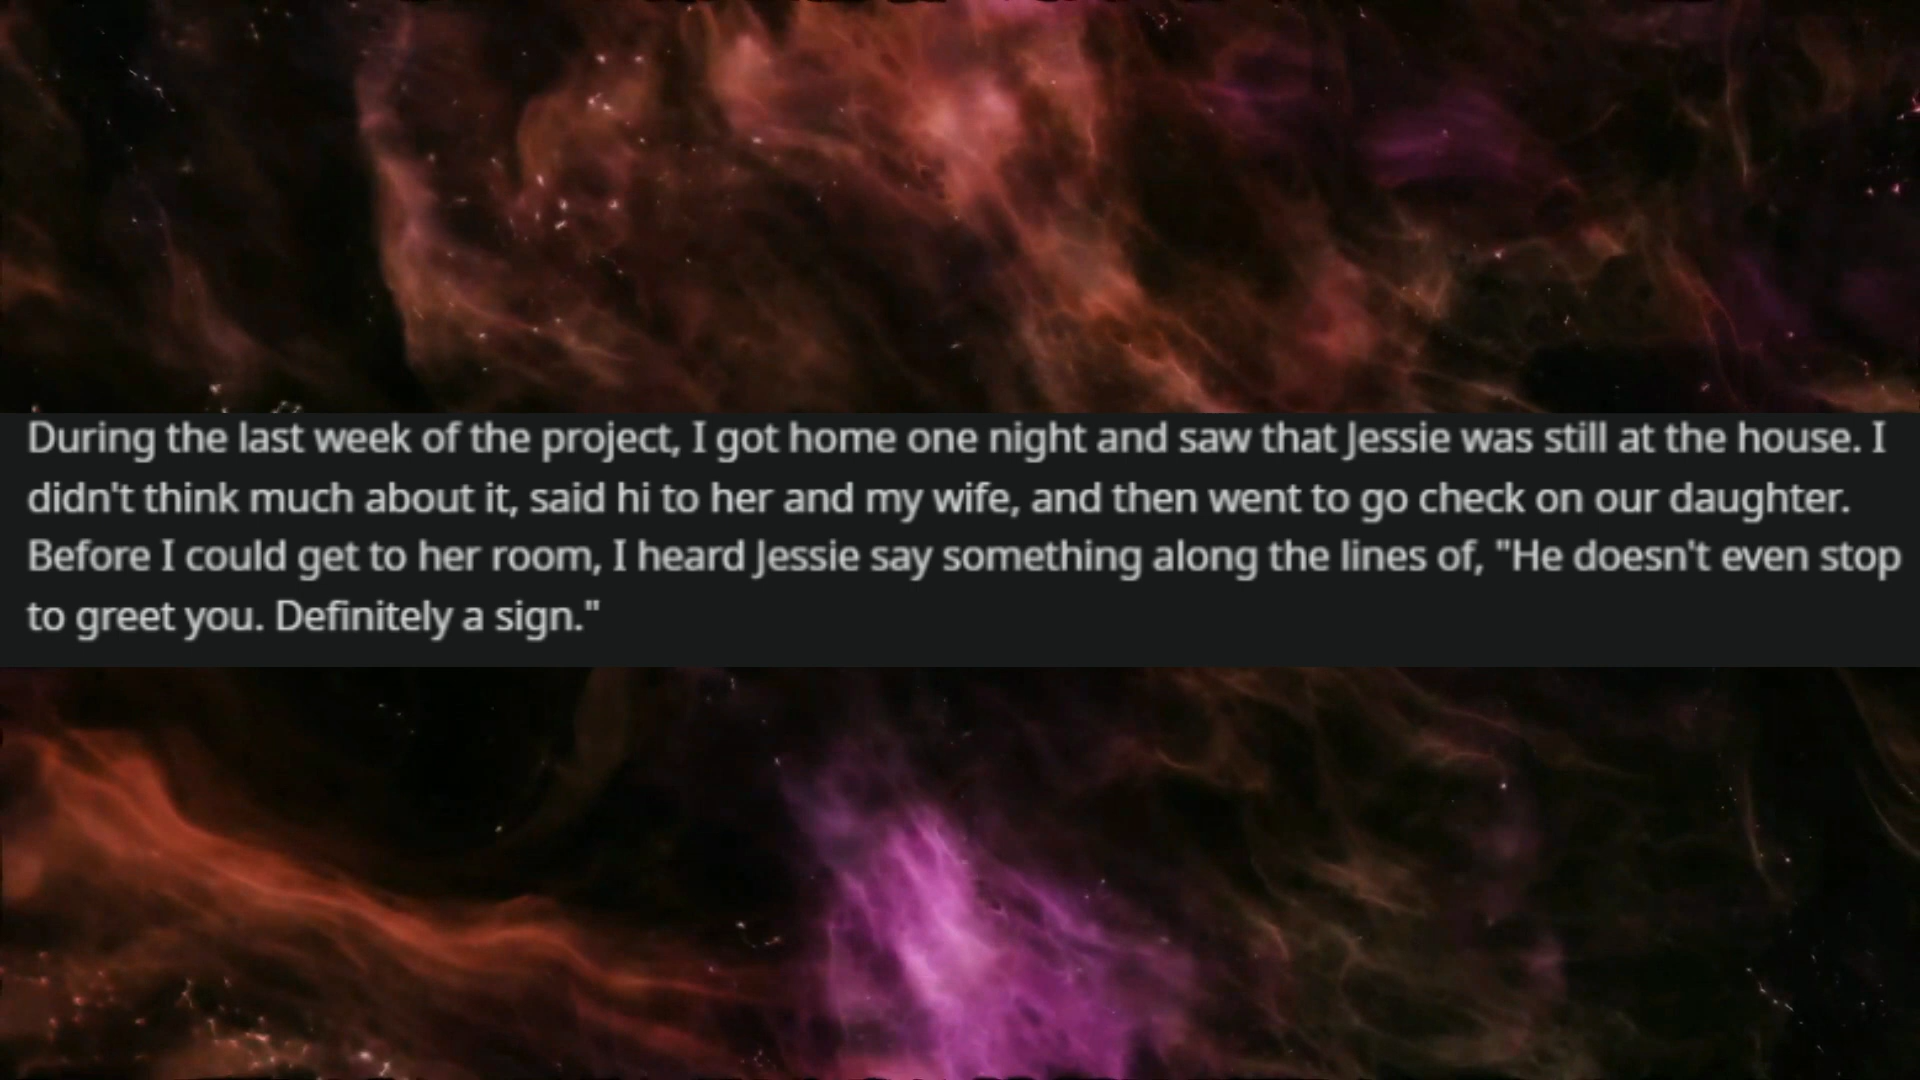 During the last week of the project, I got home one night and saw that Jessie was still at the house. I
didn't think much about it, said hi to her and my wife, and then went to go check on our daughter.
Before I could get to her room, I heard Jessie say something along the lines of, "He doesn't even stop
to greet you. Definitely a sign."